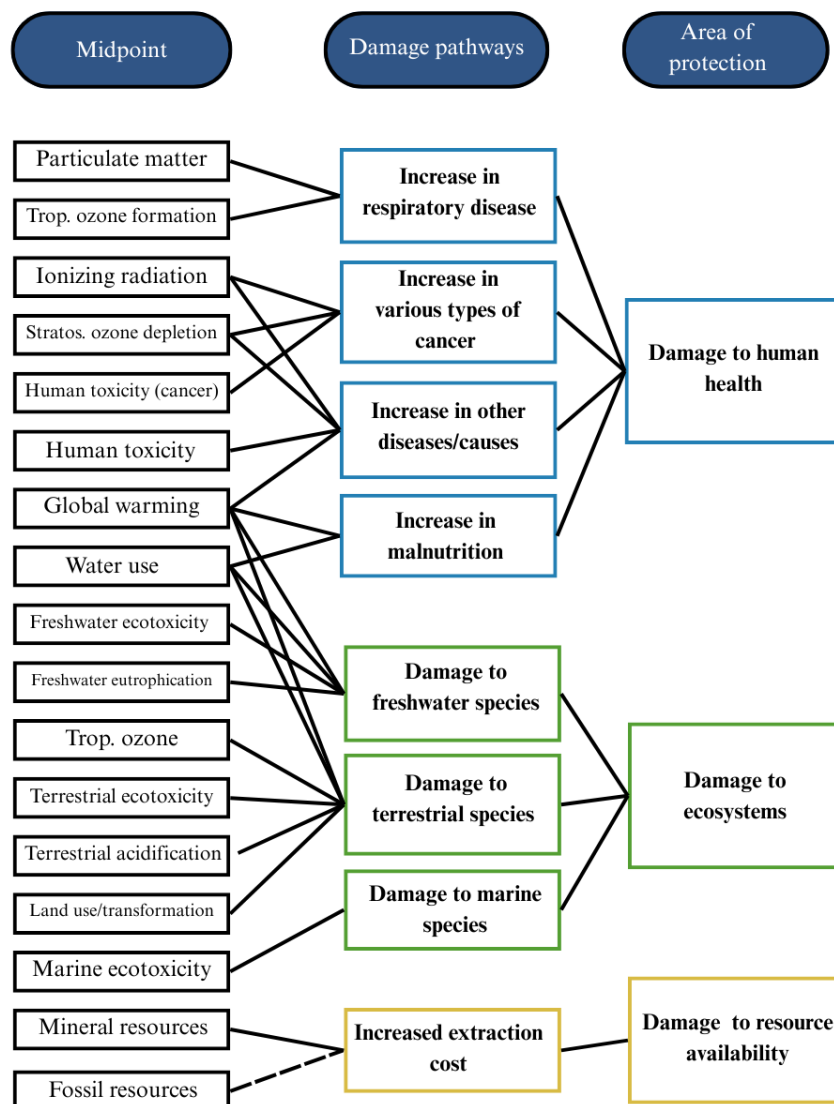 Midpoint
Damage pathways
Area of
protection
Particulate matter
Trop. ozone formation
Ionizing radiation
Stratos. ozone depletion
Human toxicity (cancer)
Human toxicity
Global warming
Water use
Freshwater ecotoxicity
Freshwater eutrophication
Trop. ozone
Terrestrial ecotoxicity
Terrestrial acidification
Land use/transformation
Marine ecotoxicity
Mineral resources
Fossil resources
Increase in
respiratory disease
Increase in
various types of
cancer
Increase in other
diseases/causes
Increase in
malnutrition
Damage to
freshwater species
Damage to
terrestrial species
Damage to marine
species
Increased extraction
cost
Damage to human
health
Damage to
ecosystems
Damage to resource
availability